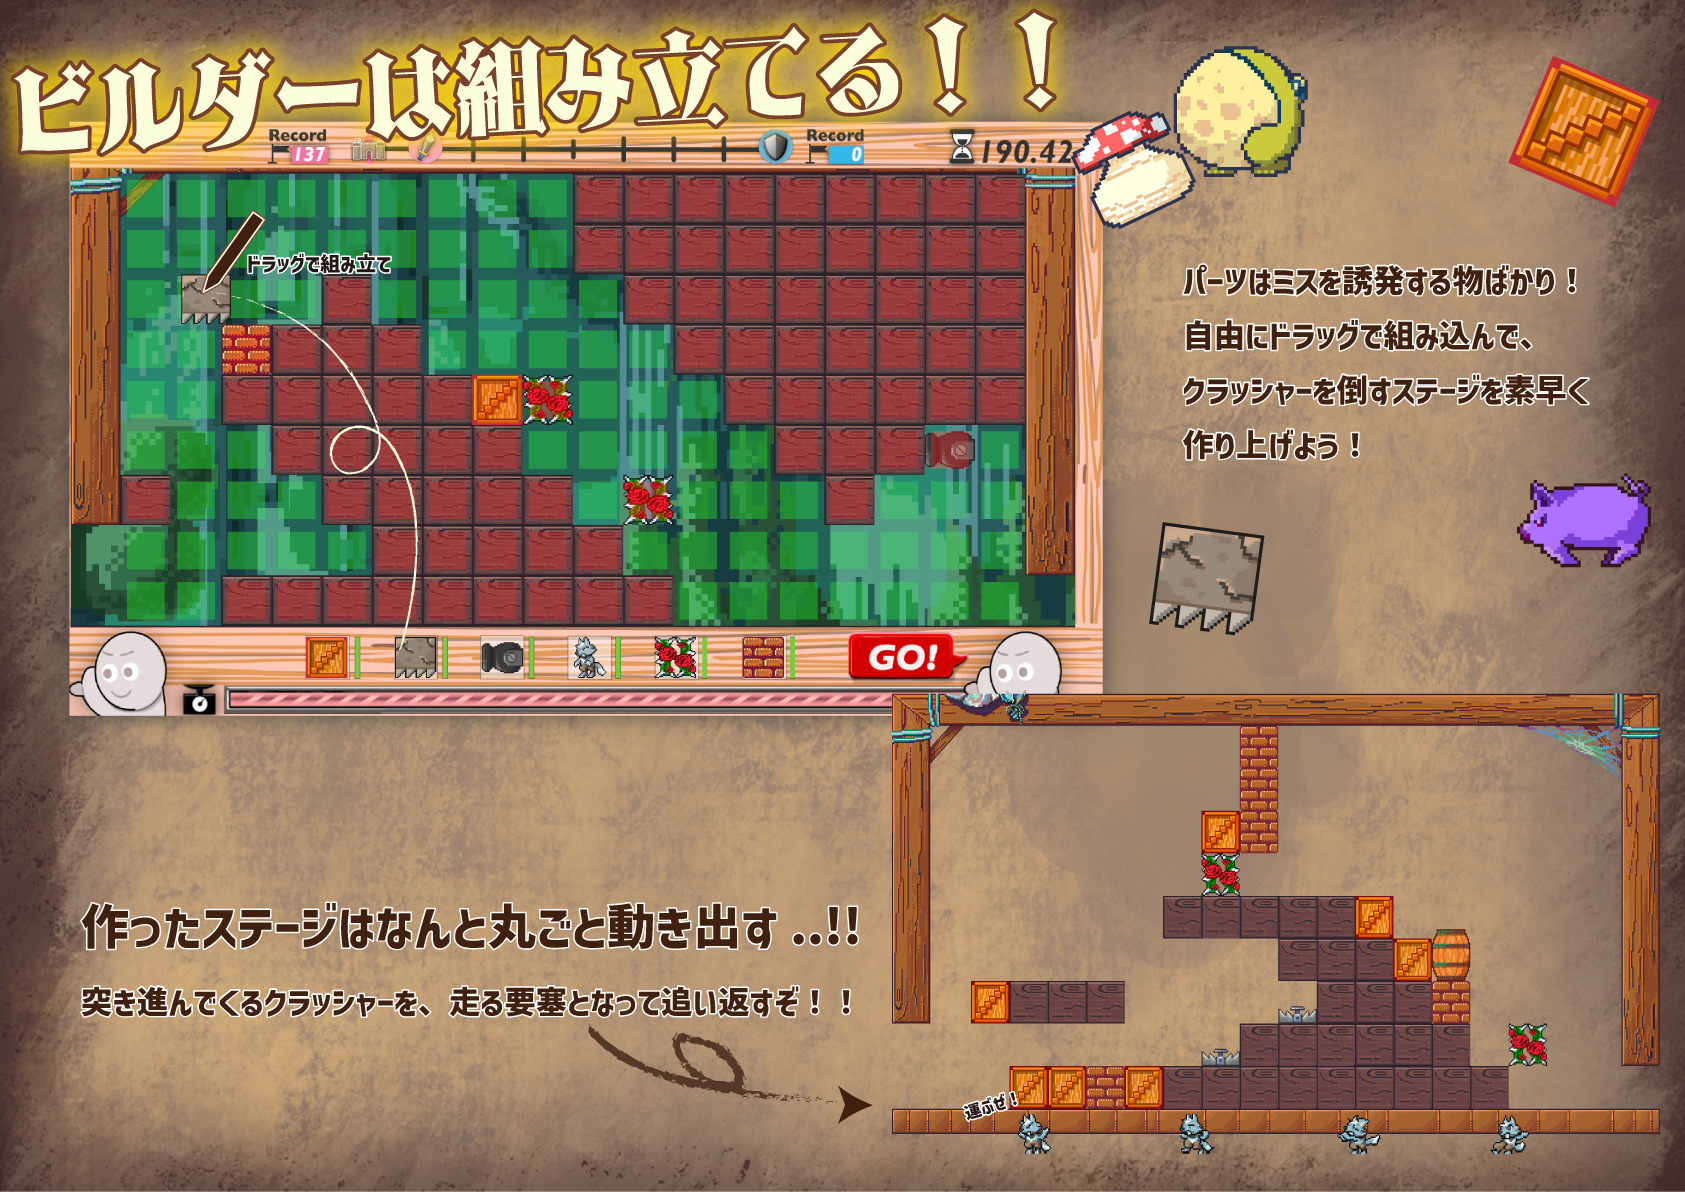 ビルダーは組み立てる！！
Record
137
Record
0
190.42
ドラッグで組み立て
パーツはミスを誘発する物ばかり！
自由にドラッグで組み込んで、
クラッシャーを倒すステージを素早く
作り上げよう！
GO!
作ったステージはなんと丸ごと動き出す ..!!
突き進んでくるクラッシャーを、走る要塞となって追い返すぞ！！
運ぶぜ！